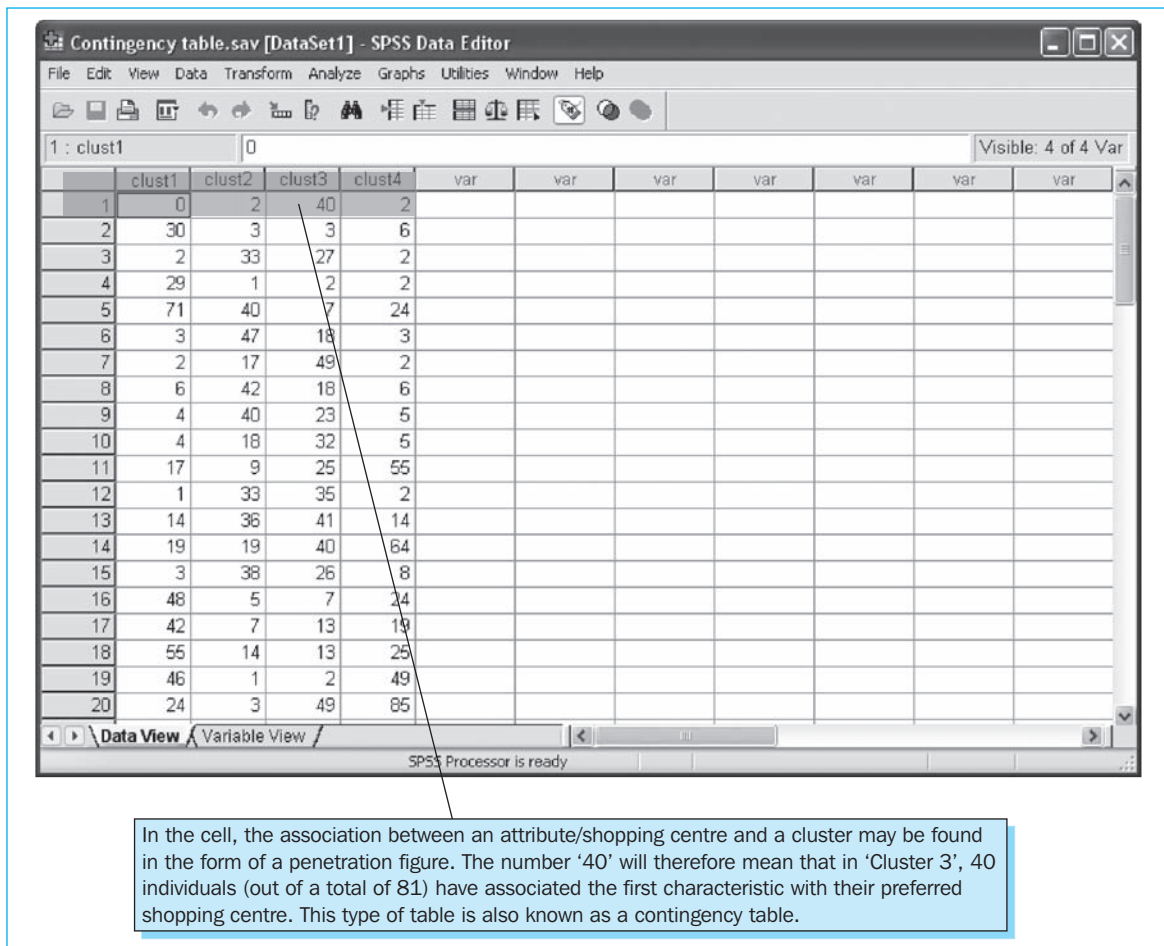 Contingency table.sav [DataSet1] - SPSS Data Editor
File Edit View Data Transform Analyze Graphs Utilities Window Help
1 : clust1 0 Visible: 4 of 4 Var
clust1 clust2 clust3 clust4 var var var var var var var
1 0 2 40 2
2 30 3 3 6
3 2 33 27 2
4 29 1 2 2
5 71 40 7 24
6 3 47 18 3
7 2 17 49 2
8 6 42 18 6
9 4 40 23 5
10 4 18 32 5
11 17 9 25 55
12 1 33 35 2
13 14 36 41 14
14 19 19 40 64
15 3 38 26 8
16 48 5 7 24
17 42 7 13 19
18 55 14 13 25
19 46 1 2 49
20 24 3 49 85
Data View Variable View
SPSS Processor is ready
In the cell, the association between an attribute/shopping centre and a cluster may be found
in the form of a penetration figure. The number ‘40’ will therefore mean that in ‘Cluster 3’, 40
individuals (out of a total of 81) have associated the first characteristic with their preferred
shopping centre. This type of table is also known as a contingency table.